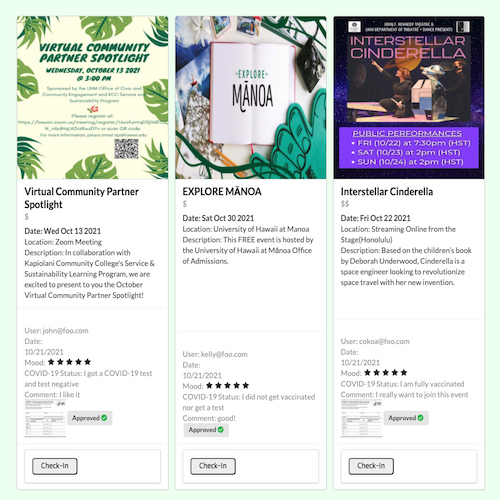 VIRTUAL COMMUNITY
PARTNER SPOTLIGHT
WEDNESDAY, OCTOBER 13 2021
@ 3:00 PM
Sponsored by the UHM Office of Civic and
Community Engagement and KCC Service and
Sustainability Program
Please register at:
or scan QR code
For more information, please email
Virtual Community Partner
Spotlight
$
Date: Wed Oct 13 2021
Location: Zoom Meeting
Description: In collaboration with
Kapiolani Community College's Service &
Sustainability Learning Program, we are
excited to present to you the October
Virtual Community Partner Spotlight!
User: john@foo.com
Date:
10/21/2021
Mood:
COVID-19 Status: I got a COVID-19 test
and test negative
Comment: I like it
Approved
Check-In
EXPLORE
MĀNOA
EXPLORE MĀNOA
$
Date: Sat Oct 30 2021
Location: University of Hawaii at Manoa
Description: This FREE event is hosted by
the University of Hawaii at Mānoa Office
of Admissions.
User: kelly@foo.com
Date:
10/21/2021
Mood:
COVID-19 Status: I did not get vaccinated
nor get a test
Comment: good!
Approved
Check-In
JOHN F. KENNEDY THEATRE &
UHM DEPARTMENT OF THEATRE + DANCE PRESENTS
INTERSTELLAR
CINDERELLA
PUBLIC PERFORMANCES
• FRI (10/22) at 7:30pm (HST)
• SAT (10/23) at 2pm (HST)
• SUN (10/24) at 2pm (HST)
Interstellar Cinderella
$$
Date: Fri Oct 22 2021
Location: Streaming Online from the
Stage(Honolulu)
Description: Based on the children's book
by Deborah Underwood, Cinderella is a
space engineer looking to revolutionize
space travel with her new invention.
User: cokoa@foo.com
Date:
10/21/2021
Mood:
COVID-19 Status: I am fully vaccinated
Comment: I really want to join this event
Approved
Check-In